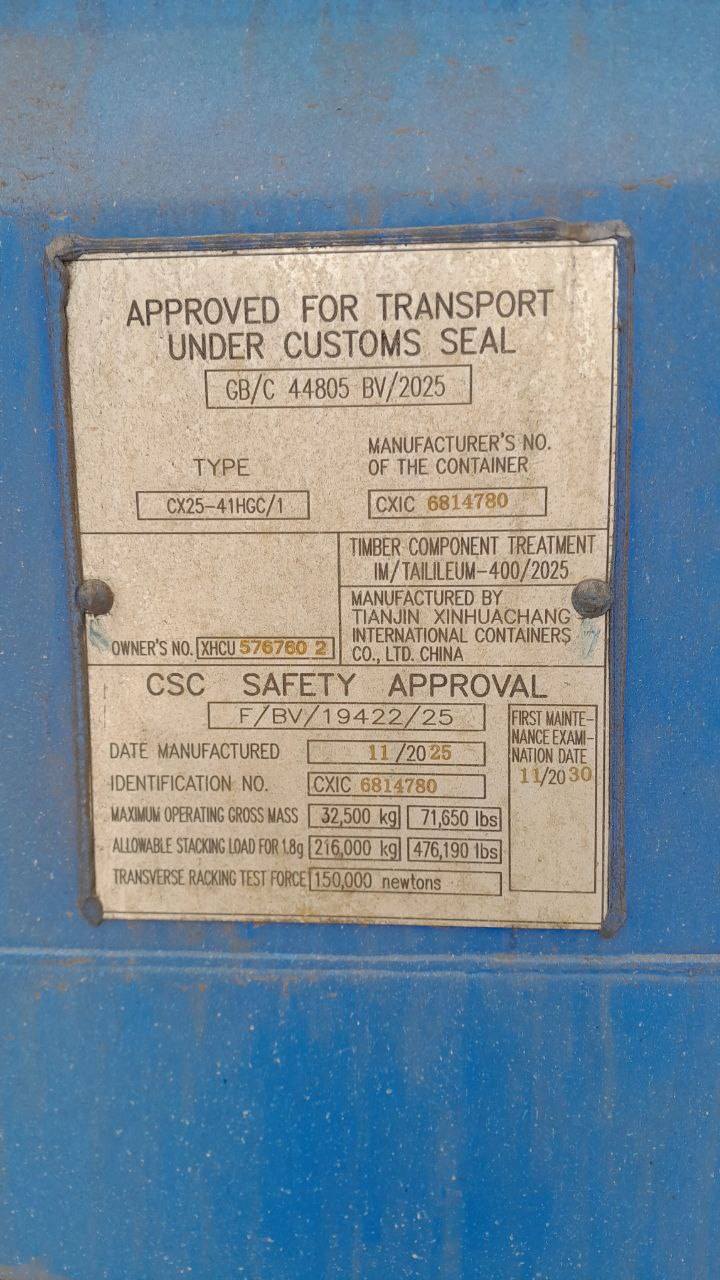 APPROVED FOR TRANSPORT
UNDER CUSTOMS SEAL
GB/C 44805 BV/2025
TYPE
CX25-41HGC/1
MANUFACTURER'S NO.
OF THE CONTAINER
CXIC 6814780
TIMBER COMPONENT TREATMENT
IM/TAILILEUM-400/2025
OWNER'S NO. XHCU 576760 2
MANUFACTURED BY
TIANJIN XINHUACHANG
INTERNATIONAL CONTAINERS
CO., LTD. CHINA
CSC SAFETY APPROVAL
F/BV/19422/25
DATE MANUFACTURED 11/2025
IDENTIFICATION NO. CXIC 6814780
MAXIMUM OPERATING GROSS MASS 32,500 kg 71,650 lbs
ALLOWABLE STACKING LOAD FOR 1.8g 216,000 kg 476,190 lbs
TRANSVERSE RACKING TEST FORCE 150,000 newtons
FIRST MAINTE-
NANCE EXAMI-
NATION DATE
11/2030